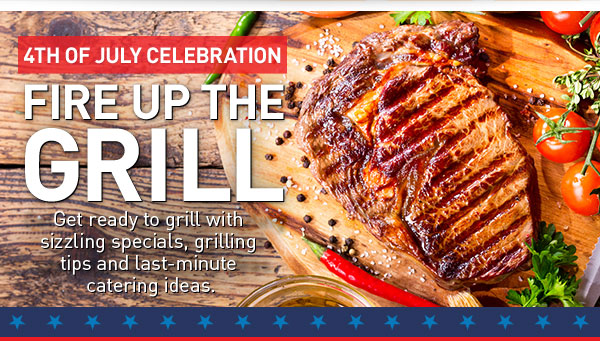 4TH OF JULY CELEBRATION
FIRE UP THE
GRILL
Get ready to grill with
sizzling specials, grilling
tips and last-minute
catering ideas.